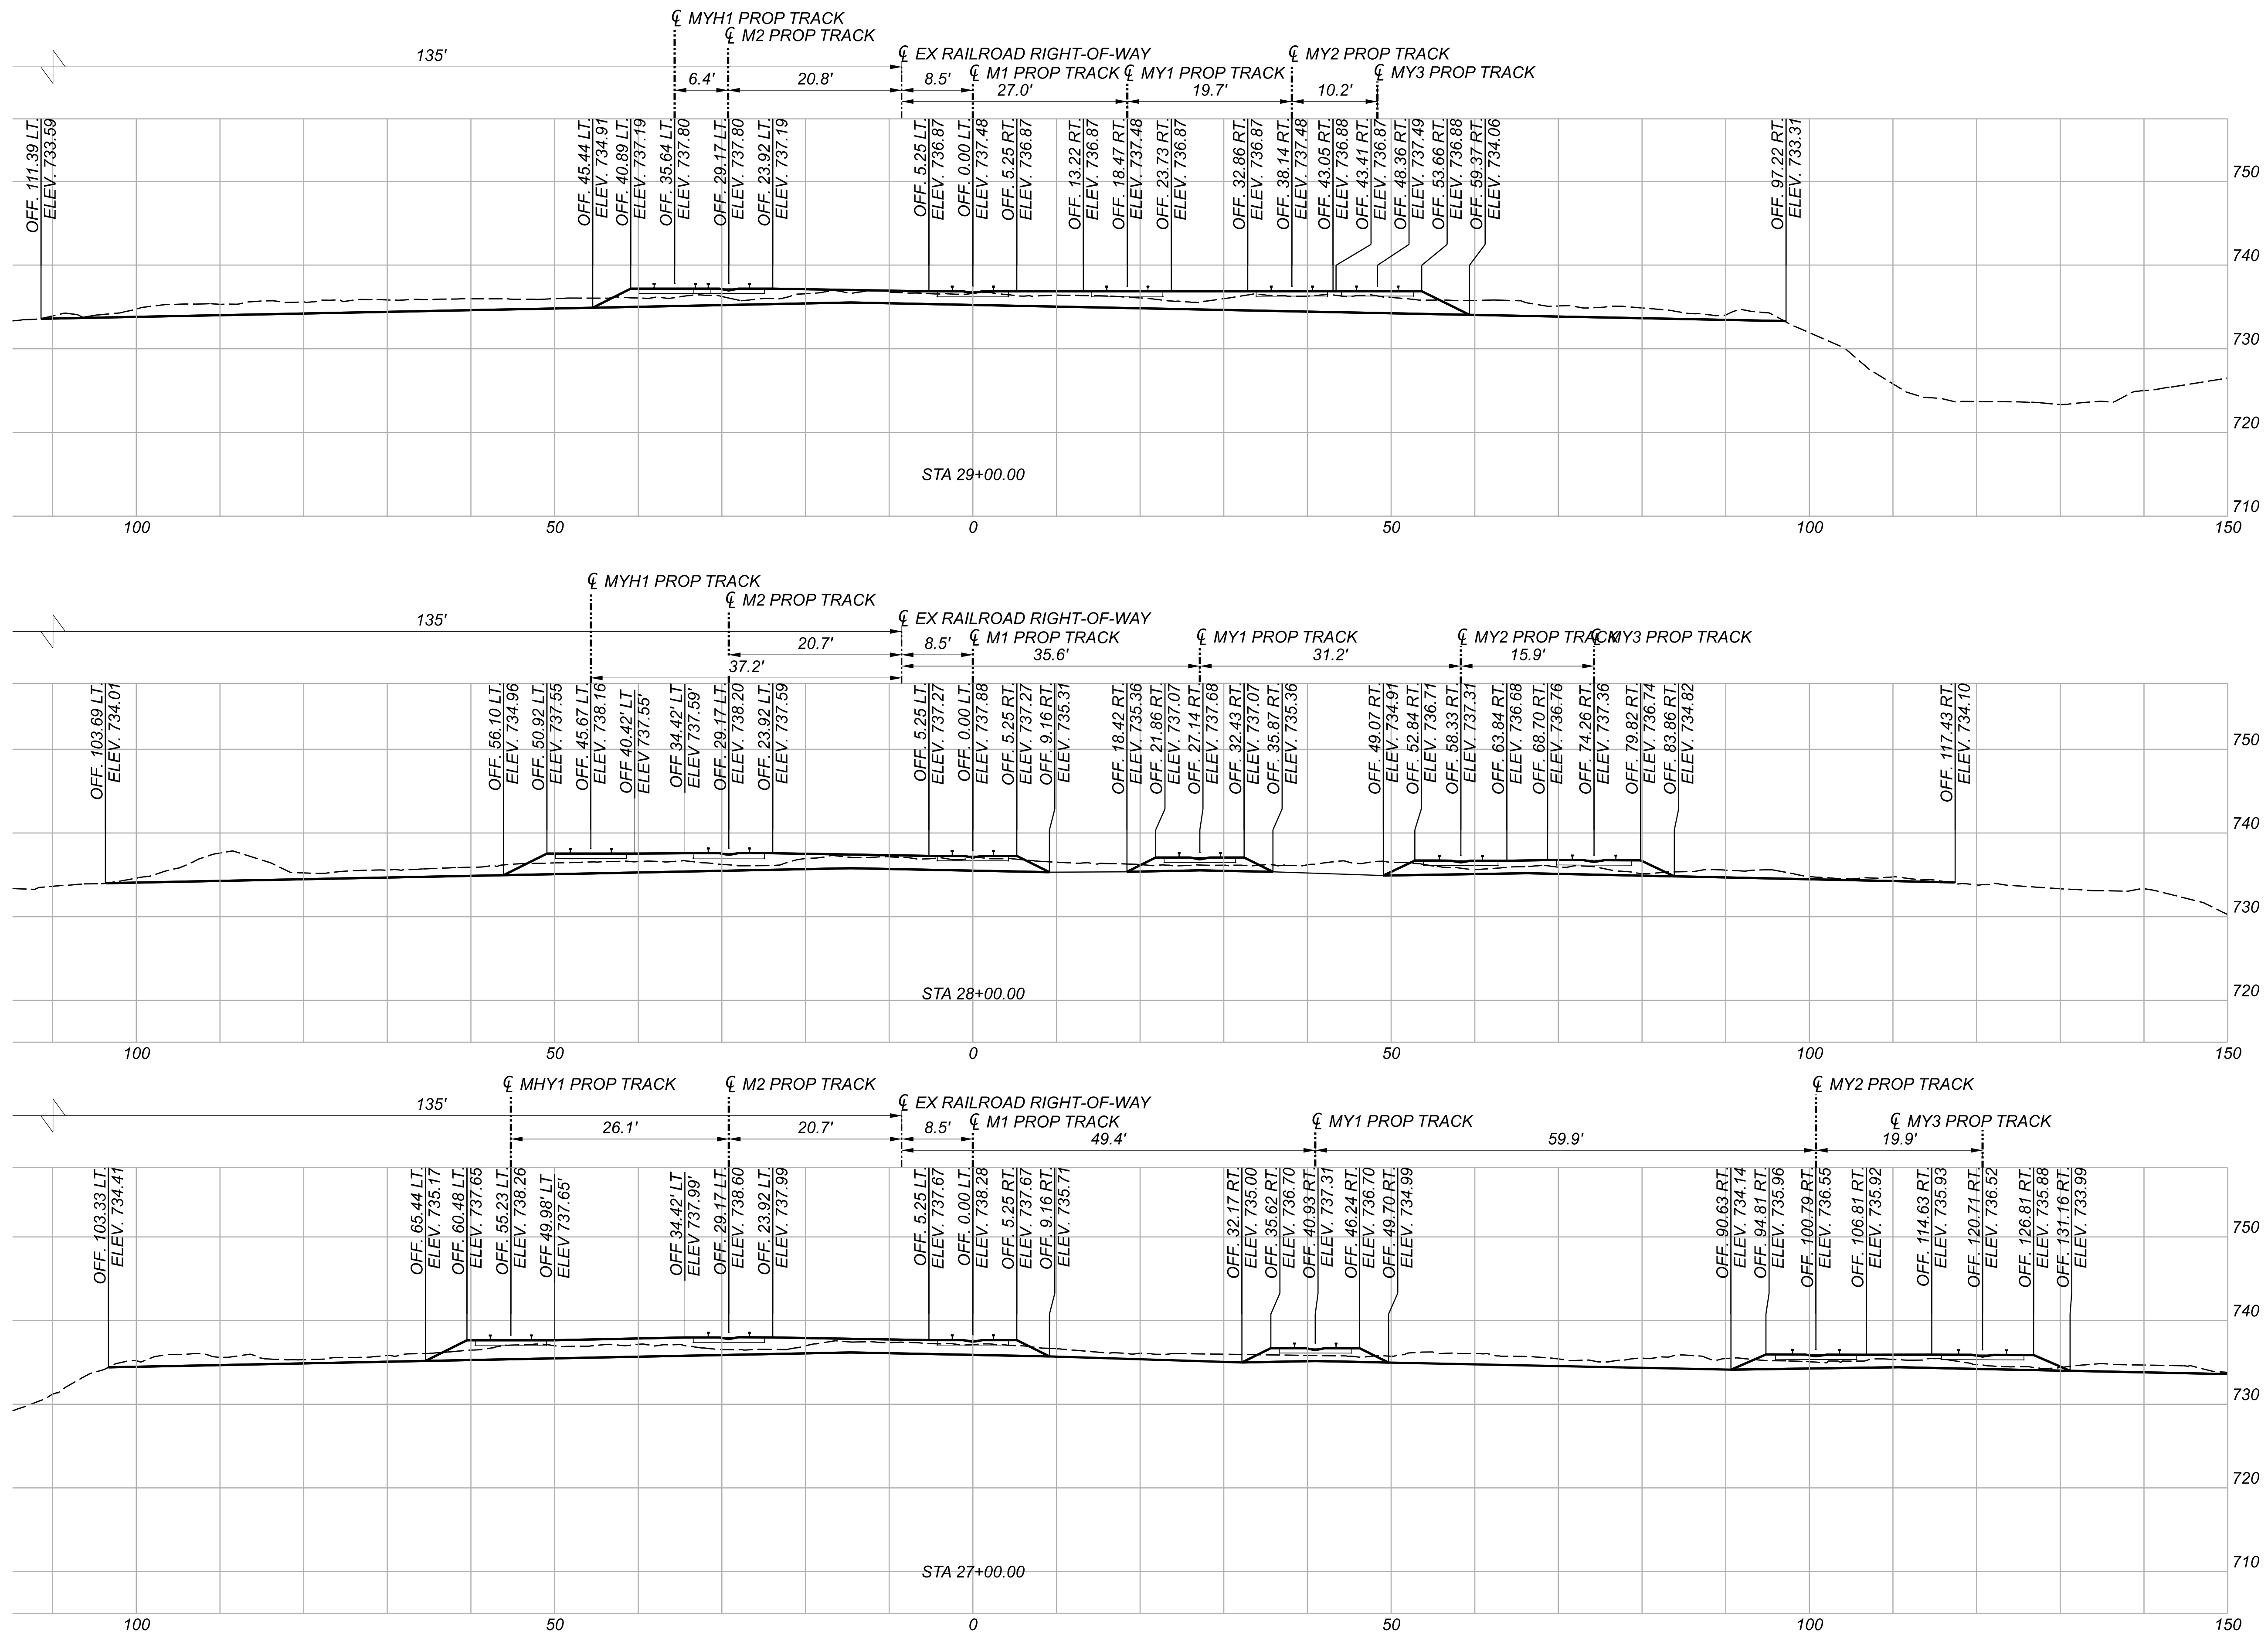 ℄ MYH1 PROP TRACK
℄ M2 PROP TRACK
135'
℄ EX RAILROAD RIGHT-OF-WAY
℄ MY2 PROP TRACK
℄ M1 PROP TRACK
℄ MY1 PROP TRACK
℄ MY3 PROP TRACK
6.4'
20.8'
8.5'
27.0'
19.7'
10.2'
OFF. 111.39 LT.
ELEV. 733.59
OFF. 45.44 LT.
ELEV. 734.91
OFF. 40.89 LT.
ELEV. 737.19
OFF. 35.64 LT.
ELEV. 737.80
OFF. 29.17 LT.
ELEV. 737.80
OFF. 23.92 LT.
ELEV. 737.19
OFF. 5.25 LT.
ELEV. 736.87
OFF. 0.00 LT.
ELEV. 737.48
OFF. 5.25 RT.
ELEV. 736.87
OFF. 13.22 RT.
ELEV. 736.87
OFF. 18.47 RT.
ELEV. 737.48
OFF. 23.73 RT.
ELEV. 736.87
OFF. 32.86 RT.
ELEV. 736.87
OFF. 38.14 RT.
ELEV. 737.48
OFF. 43.05 RT.
ELEV. 736.88
OFF. 43.41 RT.
ELEV. 736.87
OFF. 48.36 RT.
ELEV. 737.49
OFF. 53.66 RT.
ELEV. 736.88
OFF. 59.37 RT.
ELEV. 734.06
OFF. 97.22 RT.
ELEV. 733.31
750
740
730
720
710
STA 29+00.00
100
50
0
50
100
150
℄ MYH1 PROP TRACK
℄ M2 PROP TRACK
135'
℄ EX RAILROAD RIGHT-OF-WAY
℄ M1 PROP TRACK
℄ MY1 PROP TRACK
℄ MY2 PROP TRACK
℄ MY3 PROP TRACK
20.7'
8.5'
37.2'
35.6'
31.2'
15.9'
OFF. 103.69 LT.
ELEV. 734.01
OFF. 56.10 LT.
ELEV. 734.96
OFF. 50.92 LT.
ELEV. 737.55
OFF. 45.67 LT.
ELEV. 738.16
OFF 40.42' LT
ELEV 737.55'
OFF 34.42' LT
ELEV 737.59'
OFF. 29.17 LT.
ELEV. 738.20
OFF. 23.92 LT.
ELEV. 737.59
OFF. 5.25 LT.
ELEV. 737.27
OFF. 0.00 LT.
ELEV. 737.88
OFF. 5.25 RT.
ELEV. 737.27
OFF. 9.16 RT.
ELEV. 735.31
OFF. 18.42 RT.
ELEV. 735.36
OFF. 21.86 RT.
ELEV. 737.07
OFF. 27.14 RT.
ELEV. 737.68
OFF. 32.43 RT.
ELEV. 737.07
OFF. 35.87 RT.
ELEV. 735.36
OFF. 49.07 RT.
ELEV. 734.91
OFF. 52.84 RT.
ELEV. 736.71
OFF. 58.33 RT.
ELEV. 737.31
OFF. 63.84 RT.
ELEV. 736.68
OFF. 68.70 RT.
ELEV. 736.76
OFF. 74.26 RT.
ELEV. 737.36
OFF. 79.82 RT.
ELEV. 736.74
OFF. 83.86 RT.
ELEV. 734.82
OFF. 117.43 RT.
ELEV. 734.10
750
740
730
720
STA 28+00.00
100
50
0
50
100
150
℄ MHY1 PROP TRACK
℄ M2 PROP TRACK
℄ MY2 PROP TRACK
135'
℄ EX RAILROAD RIGHT-OF-WAY
℄ M1 PROP TRACK
℄ MY1 PROP TRACK
℄ MY3 PROP TRACK
26.1'
20.7'
8.5'
49.4'
59.9'
19.9'
OFF. 103.33 LT.
ELEV. 734.41
OFF. 65.44 LT.
ELEV. 735.17
OFF. 60.48 LT.
ELEV. 737.65
OFF. 55.23 LT.
ELEV. 738.26
OFF 49.98' LT
ELEV 737.65'
OFF 34.42' LT
ELEV 737.99'
OFF. 29.17 LT.
ELEV. 738.60
OFF. 23.92 LT.
ELEV. 737.99
OFF. 5.25 LT.
ELEV. 737.67
OFF. 0.00 LT.
ELEV. 738.28
OFF. 5.25 RT.
ELEV. 737.67
OFF. 9.16 RT.
ELEV. 735.71
OFF. 32.17 RT.
ELEV. 735.00
OFF. 35.62 RT.
ELEV. 736.70
OFF. 40.93 RT.
ELEV. 737.31
OFF. 46.24 RT.
ELEV. 736.70
OFF. 49.70 RT.
ELEV. 734.99
OFF. 90.63 RT.
ELEV. 734.14
OFF. 94.81 RT.
ELEV. 735.96
OFF. 100.79 RT.
ELEV. 736.55
OFF. 106.81 RT.
ELEV. 735.92
OFF. 114.63 RT.
ELEV. 735.93
OFF. 120.71 RT.
ELEV. 736.52
OFF. 126.81 RT.
ELEV. 735.88
OFF. 131.16 RT.
ELEV. 733.99
750
740
730
720
710
STA 27+00.00
100
50
0
50
100
150